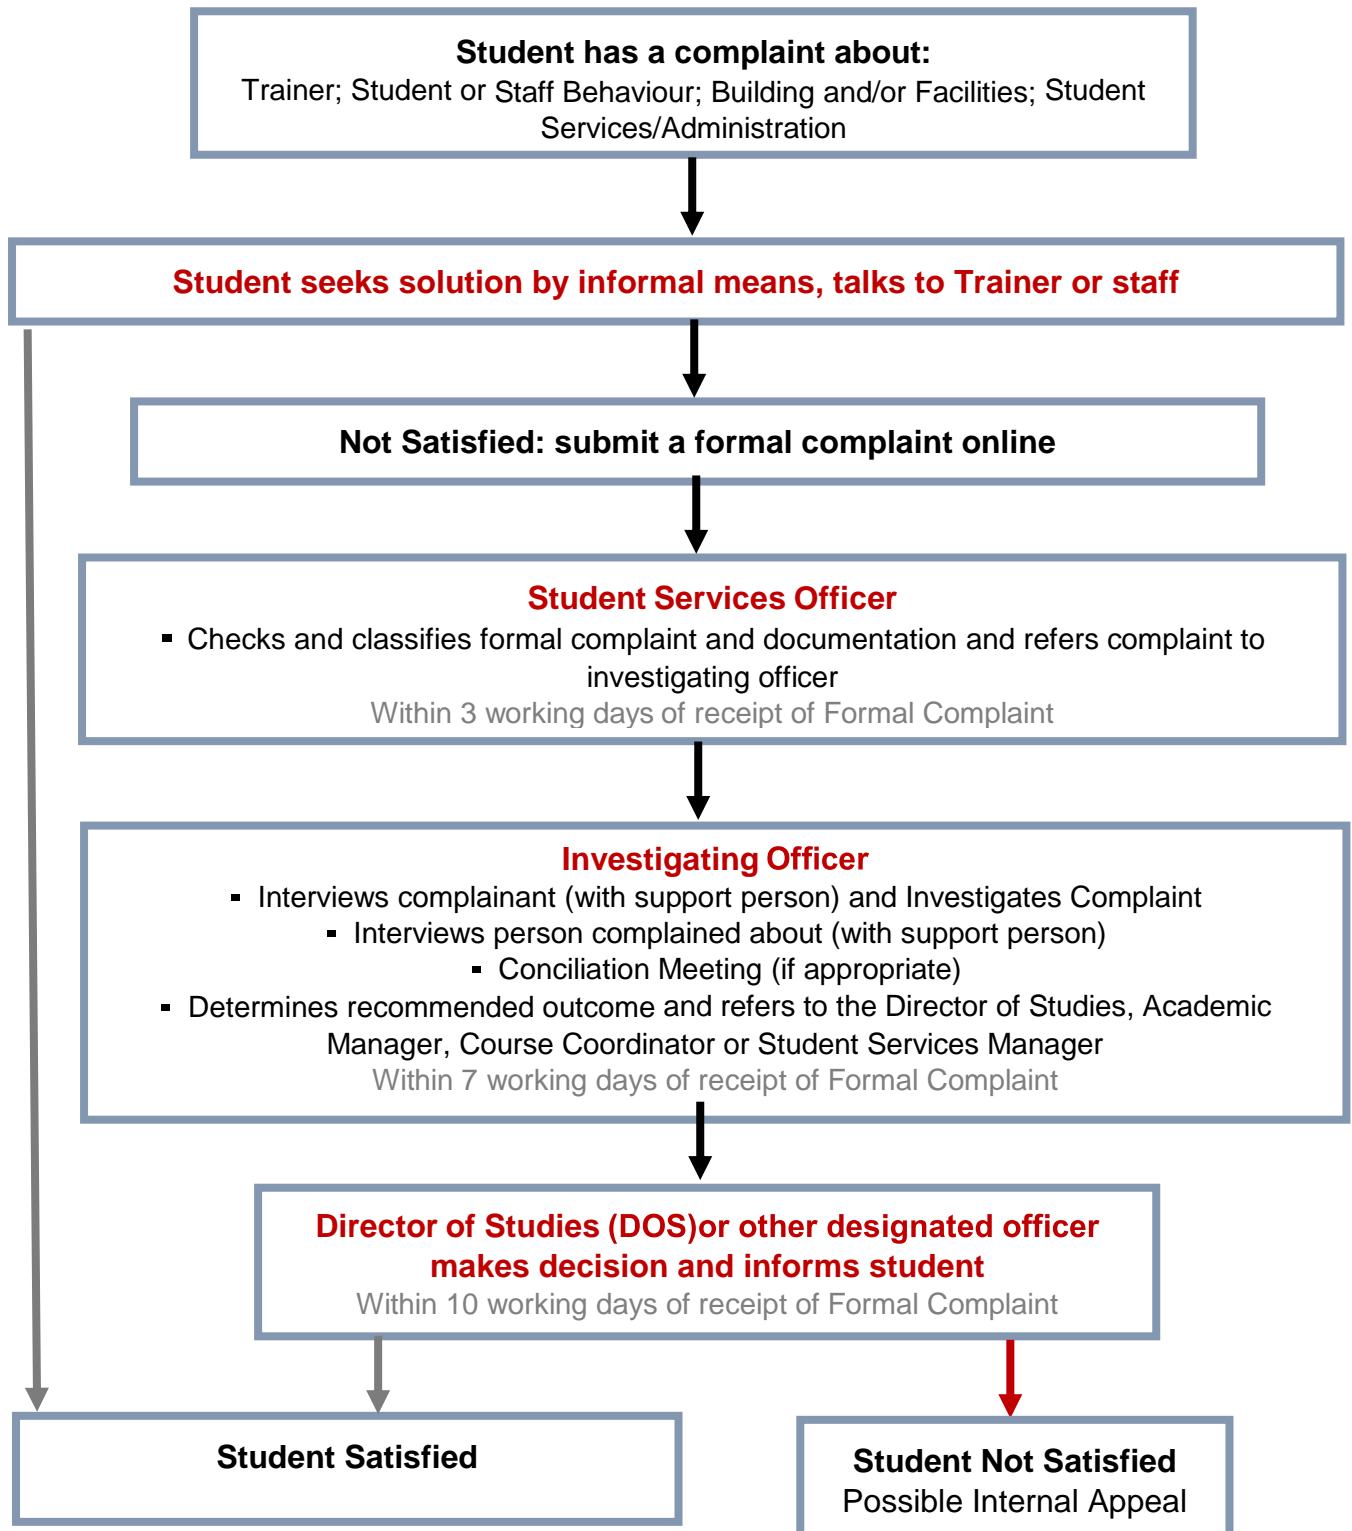 Student has a complaint about:
Trainer; Student or Staff Behaviour; Building and/or Facilities; Student
Services/Administration
Student seeks solution by informal means, talks to Trainer or staff
Not Satisfied: submit a formal complaint online
Student Services Officer
▪ Checks and classifies formal complaint and documentation and refers complaint to
investigating officer
Within 3 working days of receipt of Formal Complaint
Investigating Officer
▪ Interviews complainant (with support person) and Investigates Complaint
▪ Interviews person complained about (with support person)
▪ Conciliation Meeting (if appropriate)
▪ Determines recommended outcome and refers to the Director of Studies, Academic
Manager, Course Coordinator or Student Services Manager
Within 7 working days of receipt of Formal Complaint
Director of Studies (DOS)or other designated officer
makes decision and informs student
Within 10 working days of receipt of Formal Complaint
Student Satisfied
Student Not Satisfied
Possible Internal Appeal